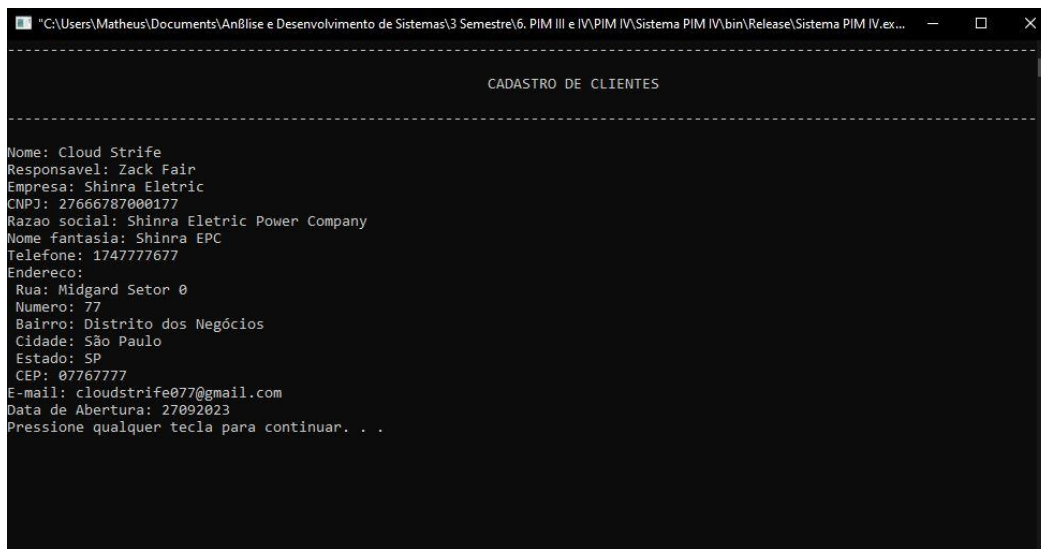 "C:\Users\Matheus\Documents\Anßlise e Desenvolvimento de Sistemas\3 Semestre\6. PIM III e IV\PIM IV\Sistema PIM IV\bin\Release\Sistema PIM IV.ex...
CADASTRO DE CLIENTES
Nome: Cloud Strife
Responsavel: Zack Fair
Empresa: Shinra Eletric
CNPJ: 27666787000177
Razao social: Shinra Eletric Power Company
Nome fantasia: Shinra EPC
Telefone: 1747777677
Endereco:
Rua: Midgard Setor 0
Numero: 77
Bairro: Distrito dos Negócios
Cidade: São Paulo
Estado: SP
CEP: 07767777
E-mail: cloudstrife077@gmail.com
Data de Abertura: 27092023
Pressione qualquer tecla para continuar. . .